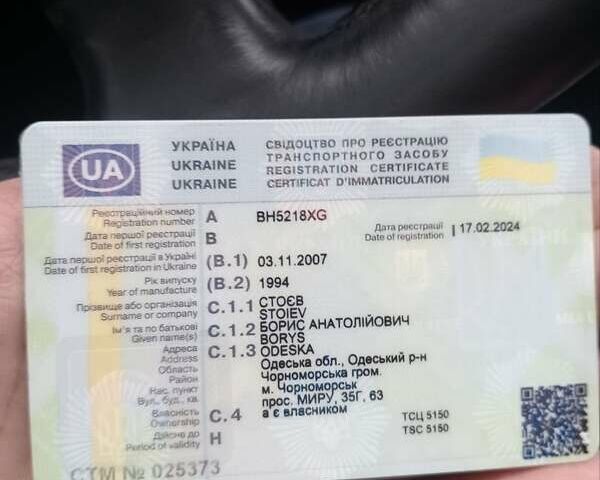 UA
УКРАЇНА
UKRAINE
UKRAINE
СВІДОЦТВО ПРО РЕЄСТРАЦІЮ
ТРАНСПОРТНОГО ЗАСОБУ
REGISTRATION CERTIFICATE
CERTIFICAT D'IMMATRICULATION
Реєстраційний номер
Registration number
A
BH5218XG
Дата реєстрації
Date of registration
I
17.02.2024
Дата першої реєстрації
Date of first registration
B
Дата першої реєстрації в Україні
Date of first registration in Ukraine
(B.1)
03.11.2007
Рік випуску
Year of manufacture
(B.2)
1994
Прізвище або організація
Surname or company
C.1.1
СТОЄВ
STOIEV
Ім'я та по батькові
Given name(s)
C.1.2
БОРИС АНАТОЛІЙОВИЧ
BORYS
Адреса
Address
Область
Район
Нас. пункт
Вул., буд., кв.
C.1.3
ODESKA
Одеська обл., Одеський р-н
Чорноморська гром.
м. Чорноморськ
прос. МИРУ, 35Г, 63
Власність
Ownership
C.4
а є власником
ТСЦ 5150
TSC 5150
Дійсне до
Period of validity
H
СТМ № 025373